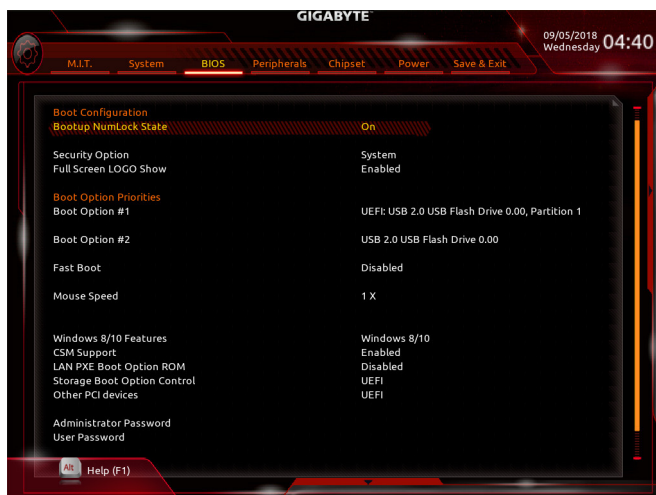 GIGABYTE™
09/05/2018
Wednesday 04:40
M.I.T. System BIOS Peripherals Chipset Power Save & Exit
Boot Configuration
Bootup NumLock State On
Security Option System
Full Screen LOGO Show Enabled
Boot Option Priorities
Boot Option #1 UEFI: USB 2.0 USB Flash Drive 0.00, Partition 1
Boot Option #2 USB 2.0 USB Flash Drive 0.00
Fast Boot Disabled
Mouse Speed 1 X
Windows 8/10 Features Windows 8/10
CSM Support Enabled
LAN PXE Boot Option ROM Disabled
Storage Boot Option Control UEFI
Other PCI devices UEFI
Administrator Password
User Password
Alt Help (F1)